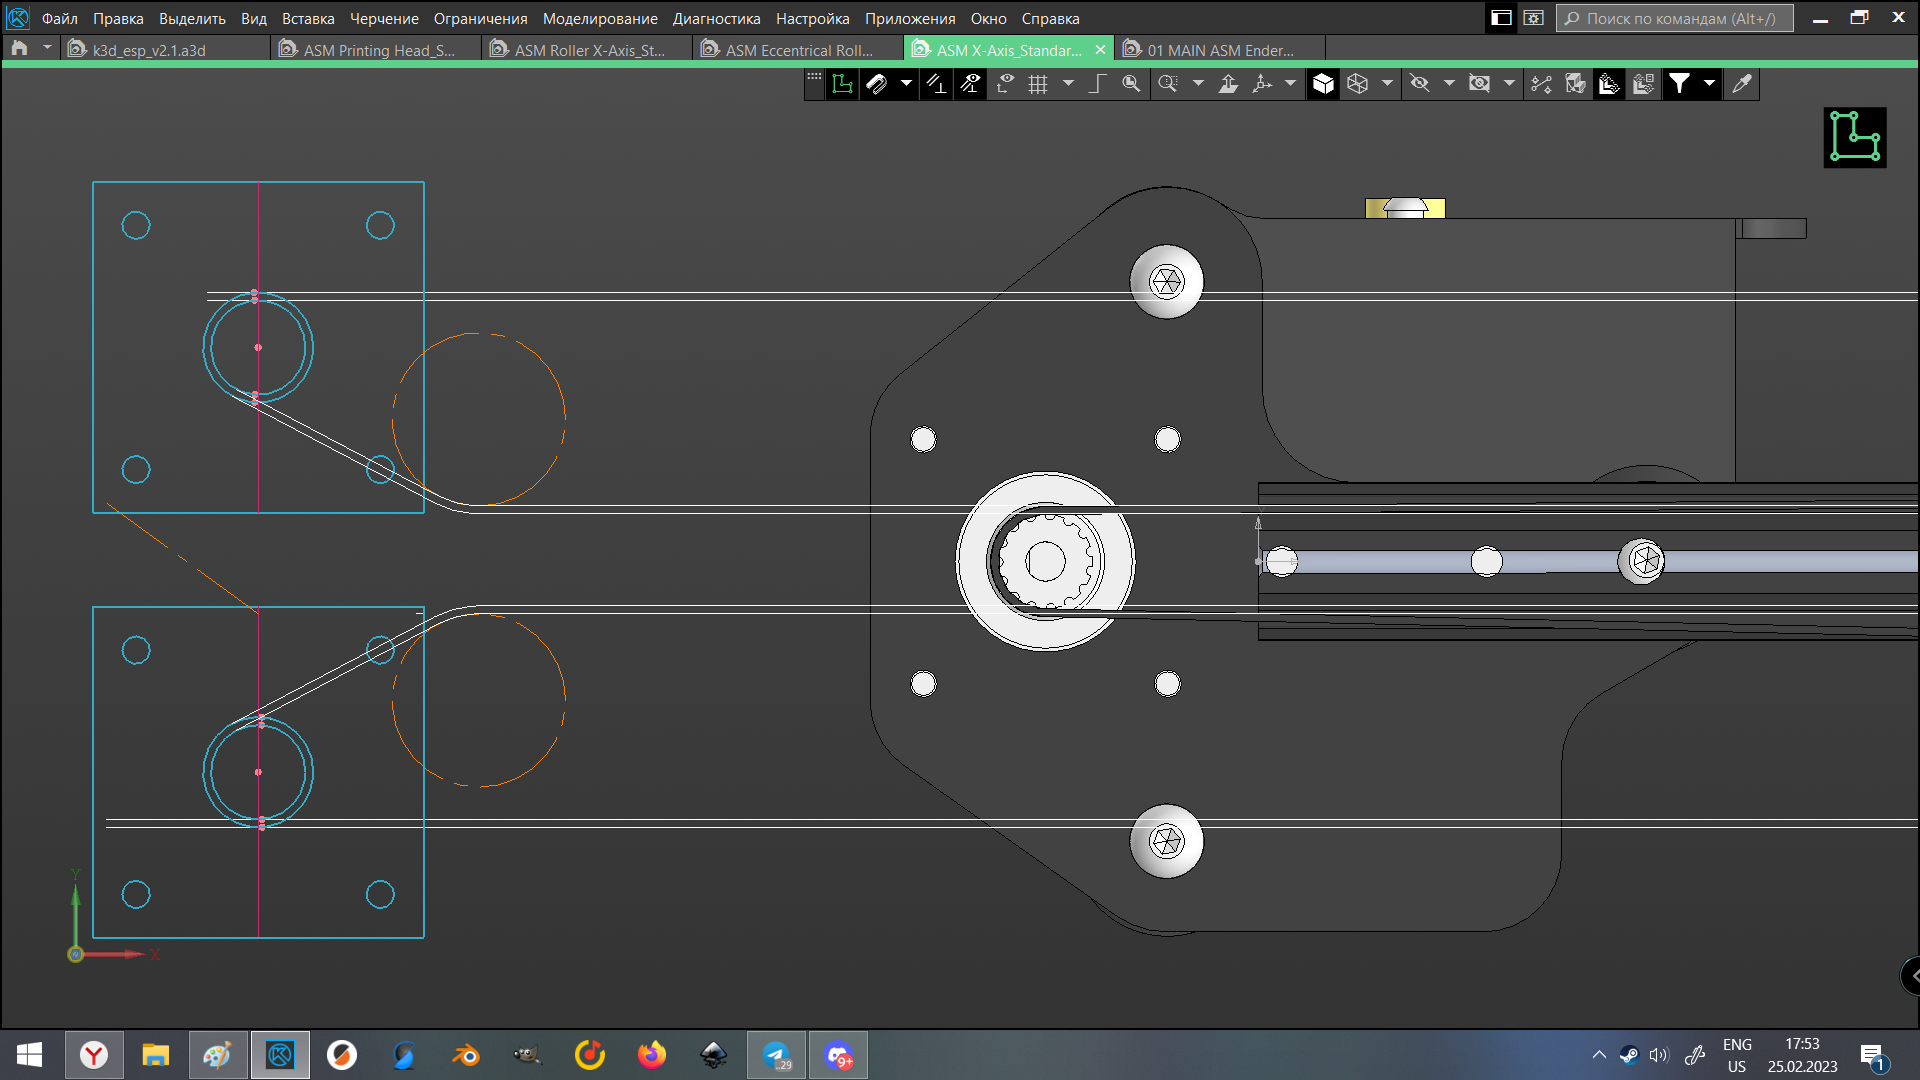 Файл Правка Выделить Вид Вставка Черчение Ограничения Моделирование Диагностика Настройка Приложения Окно Справка Поиск по командам (Alt+/)
k3d_esp_v2.1.a3d ASM Printing Head_S... ASM Roller X-Axis_St... ASM Eccentrical Roll... ASM X-Axis_Standar... 01 MAIN ASM Ender...
Y
X
ENG 17:53
US 25.02.2023
..29 9+ 1